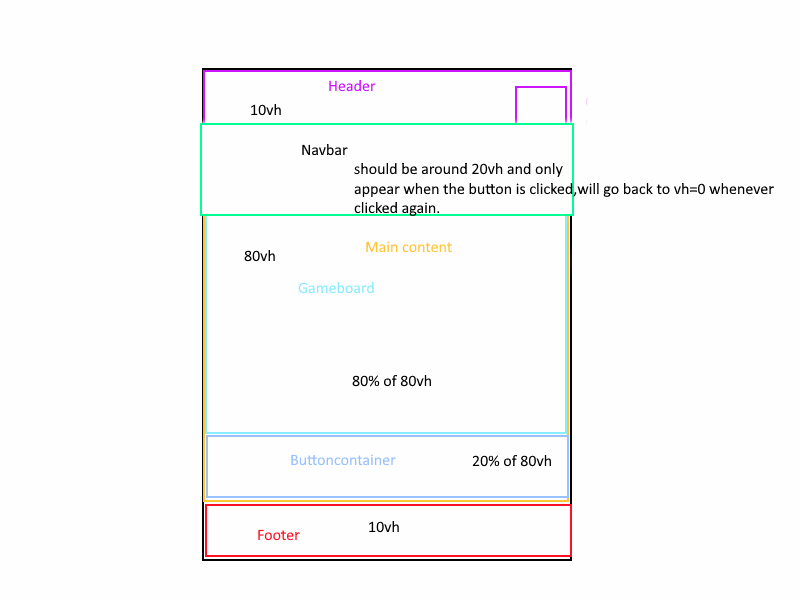 Header
10vh
Navbar
should be around 20vh and only
appear when the button is clicked,will go back to vh=0 whenever
clicked again.
Main content
80vh
Gameboard
80% of 80vh
Buttoncontainer
20% of 80vh
10vh
Footer